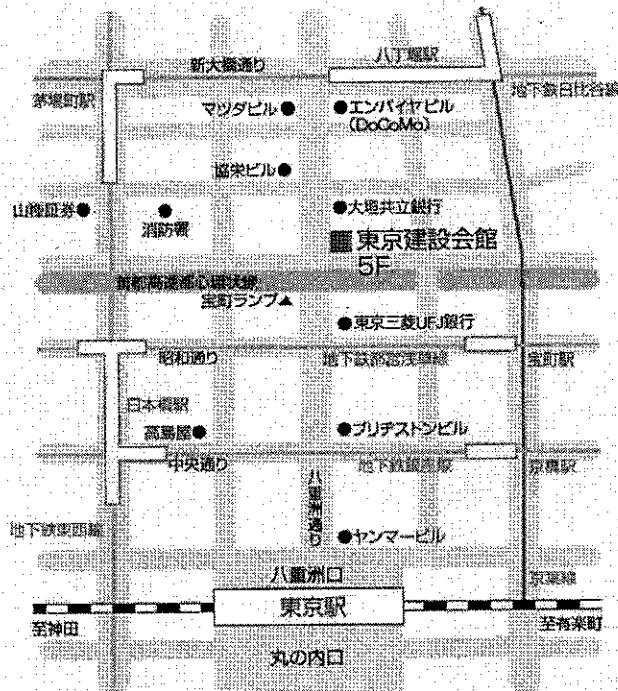 八丁堀駅
新大橋通り
茅場町駅
地下鉄日比谷線
マツダビル
エンパイヤビル
(DoCoMo)
協栄ビル
山種証券
消防署
大垣共立銀行
東京建設会館
5F
首都高速都心環状線
宝町ランプ
東京三菱UFJ銀行
昭和通り
地下鉄都営浅草線
宝町駅
日本橋駅
高島屋
ブリヂストンビル
中央通り
地下鉄銀座線
京橋駅
八重洲通り
地下鉄東西線
ヤンマービル
八重洲口
京葉線
東京駅
至神田
至有楽町
丸の内口